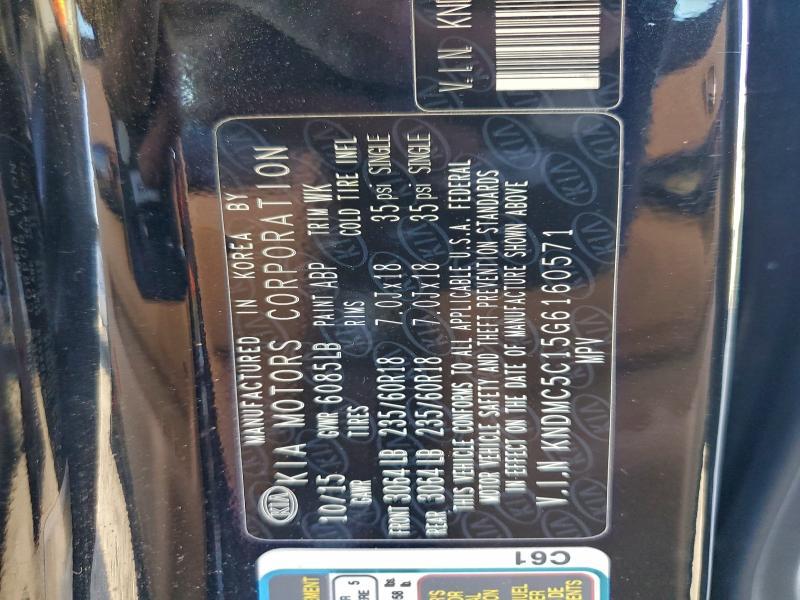 MANUFACTURED IN KOREA BY
KIA KIA MOTORS CORPORATION
10/15 GVWR 6085LB PAINT ABP TRIM WK
GAWR TIRES RIMS COLD TIRE INFL
FRONT 3064LB 235/60R18 7.0Jx18 35psi SINGLE
REAR 3064LB 235/60R18 7.0Jx18 35psi SINGLE
THIS VEHICLE CONFORMS TO ALL APPLICABLE U.S.A. FEDERAL
MOTOR VEHICLE SAFETY AND THEFT PREVENTION STANDARDS
IN EFFECT ON THE DATE OF MANUFACTURE SHOWN ABOVE
V.I.N KNDMC5C15G6160571
MPV
V.I.N. KND
C61